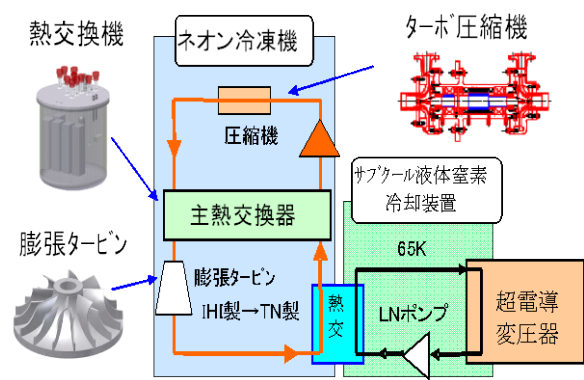 熱交換機
ネオン冷凍機
ターボ圧縮機
圧縮機
サブクール液体窒素
冷却装置
主熱交換器
膨張タービン
膨張タービン
IHI製→TN製
65K
熱
交
LNポンプ
超電導
変圧器